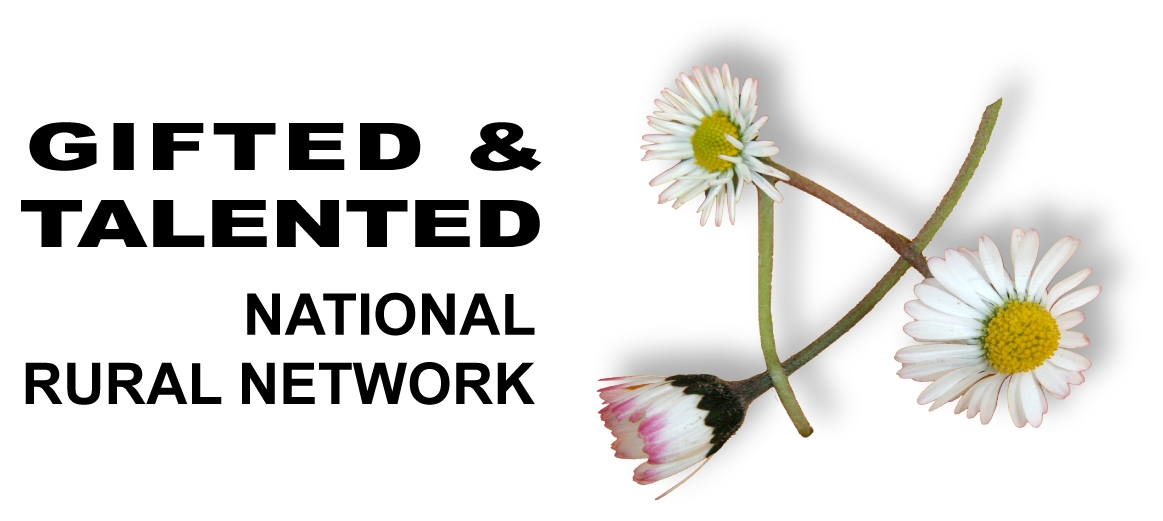 GIFTED &
TALENTED
NATIONAL
RURAL NETWORK